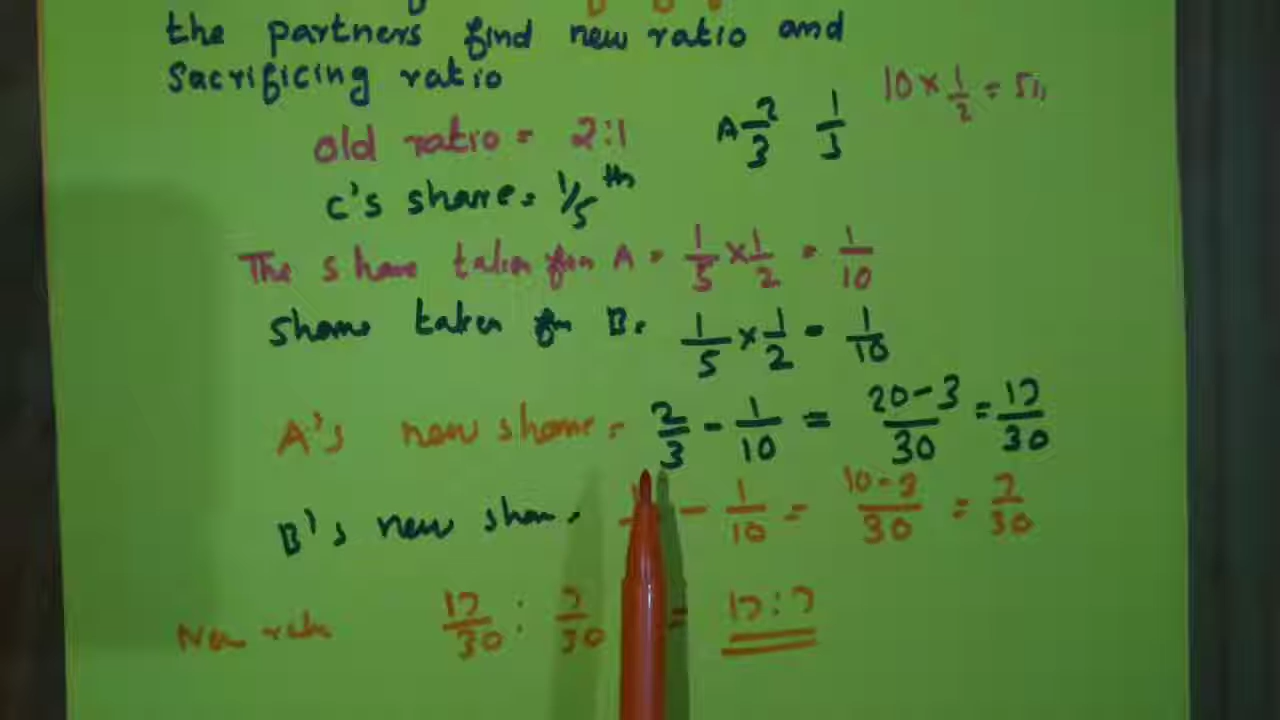 the partners find new ratio and
Sacrificing ratio
10 × 1/2 = 5//
old ratio = 2:1 A 2/3 1/3
c's share = 1/5 th
The share taken from A = 1/5 × 1/2 = 1/10
Share taken fm B = 1/5 × 1/2 = 1/10
A's new share = 2/3 - 1/10 = 20-3/30 = 17/30
B's new share = - 1/10 = 10-3/30 = 7/30
New ratio 17/30 : 7/30 = 17:7